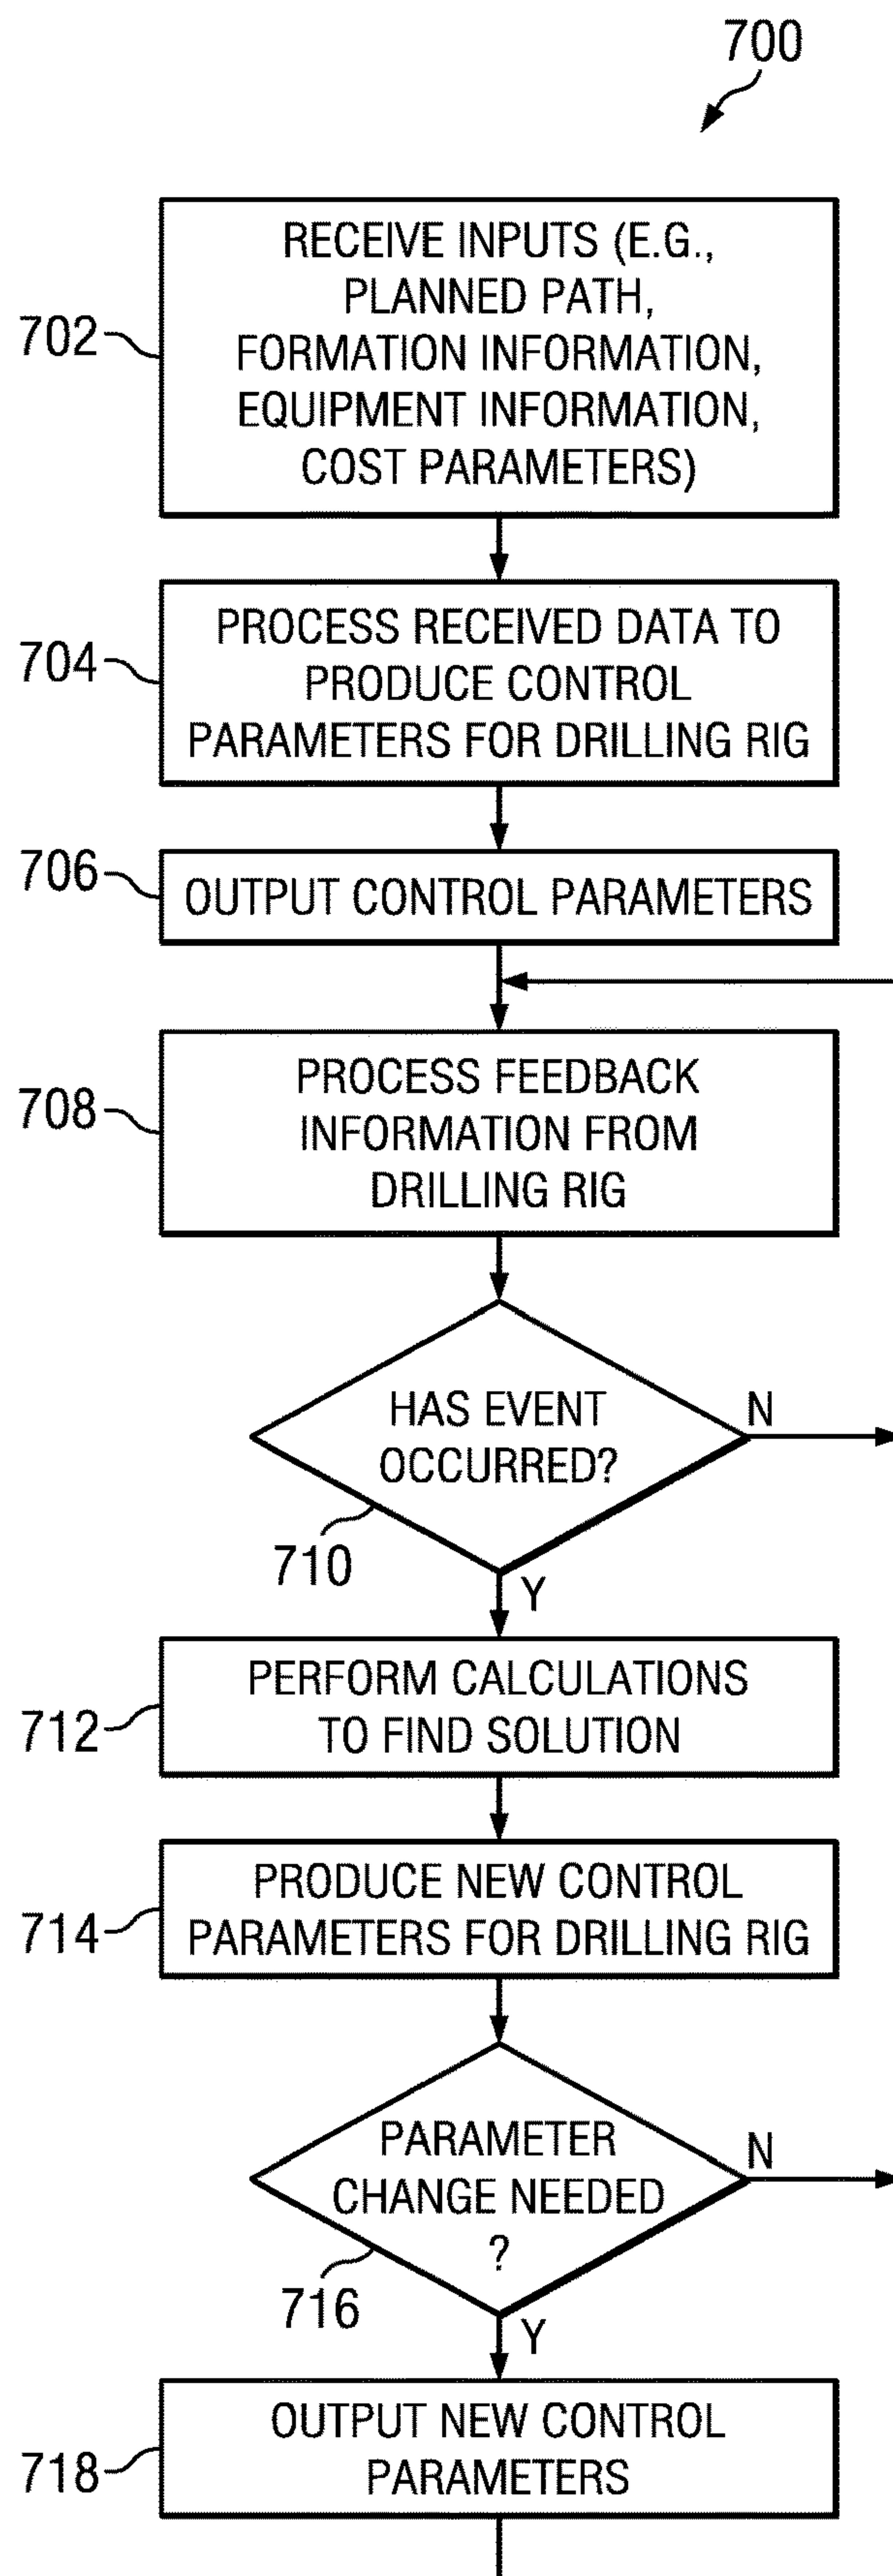 700
702
RECEIVE INPUTS (E.G.,
PLANNED PATH,
FORMATION INFORMATION,
EQUIPMENT INFORMATION,
COST PARAMETERS)
704
PROCESS RECEIVED DATA TO
PRODUCE CONTROL
PARAMETERS FOR DRILLING RIG
706
OUTPUT CONTROL PARAMETERS
708
PROCESS FEEDBACK
INFORMATION FROM
DRILLING RIG
HAS EVENT
OCCURRED?
N
710
Y
712
PERFORM CALCULATIONS
TO FIND SOLUTION
714
PRODUCE NEW CONTROL
PARAMETERS FOR DRILLING RIG
PARAMETER
CHANGE NEEDED
?
N
716
Y
718
OUTPUT NEW CONTROL
PARAMETERS